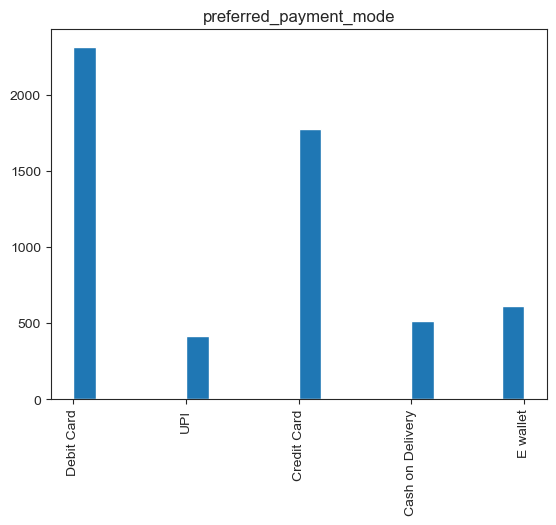 preferred_payment_mode
2000
1500
1000
500
0
Debit Card
UPI
Credit Card
Cash on Delivery
E wallet